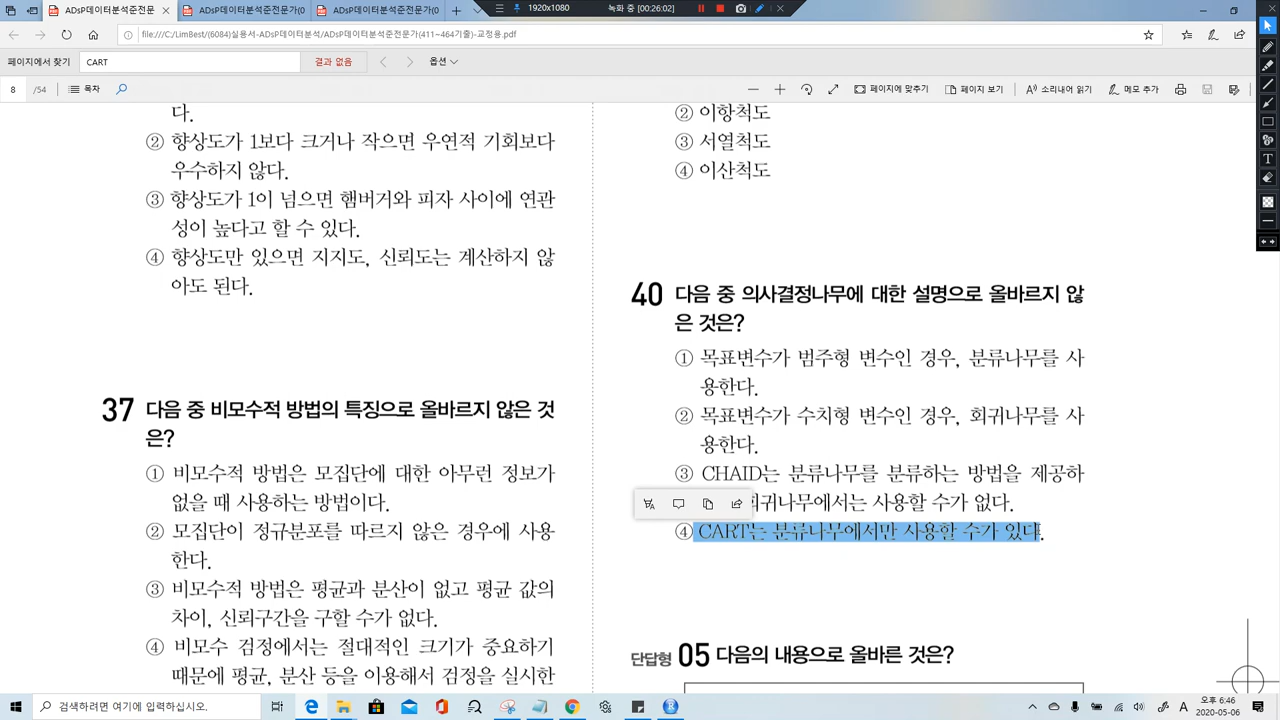 ADsP데이터분석준전문
ADsP데이터분석준전문가(0
ADsP데이터분석준전문가(0
1920x1080
녹화 중 [00:26:02]
file:///C:/LimBest/(6084)실용서-ADsP데이터분석/ADsP데이터분석준전문가(411~464기출)-교정용.pdf
페이지에서 찾기
CART
결과 없음
옵션
8
/54
목차
페이지에 맞추기
페이지 보기
소리내어 읽기
메모 추가
다.
② 향상도가 1보다 크거나 작으면 우연적 기회보다
우수하지 않다.
③ 향상도가 1이 넘으면 햄버거와 피자 사이에 연관
성이 높다고 할 수 있다.
④ 향상도만 있으면 지지도, 신뢰도는 계산하지 않
아도 된다.
37 다음 중 비모수적 방법의 특징으로 올바르지 않은 것
은?
① 비모수적 방법은 모집단에 대한 아무런 정보가
없을 때 사용하는 방법이다.
② 모집단이 정규분포를 따르지 않은 경우에 사용
한다.
③ 비모수적 방법은 평균과 분산이 없고 평균 값의
차이, 신뢰구간을 구할 수가 없다.
④ 비모수 검정에서는 절대적인 크기가 중요하기
때문에 평균, 분산 등을 이용해서 검정을 실시한
② 이항척도
③ 서열척도
④ 이산척도
40 다음 중 의사결정나무에 대한 설명으로 올바르지 않
은 것은?
① 목표변수가 범주형 변수인 경우, 분류나무를 사
용한다.
② 목표변수가 수치형 변수인 경우, 회귀나무를 사
용한다.
③ CHAID는 분류나무를 분류하는 방법을 제공하
회귀나무에서는 사용할 수가 없다.
④ CART는 분류나무에서만 사용할 수가 있다.
단답형 05 다음의 내용으로 올바른 것은?
검색하려면 여기에 입력하십시오.
A
오후 6:46
2020-05-06